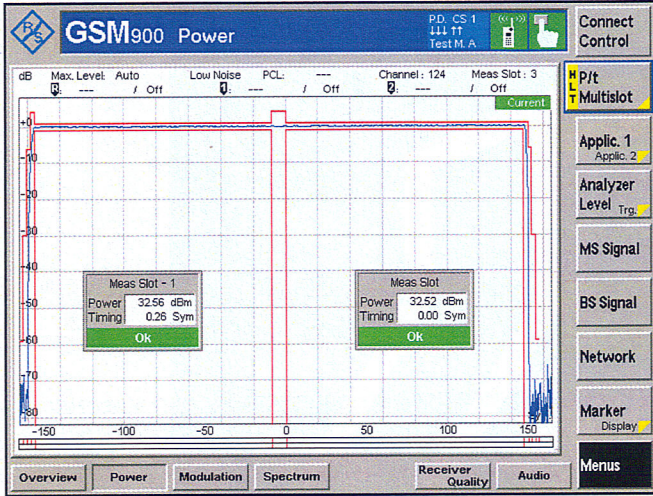 R&S
GSM900 Power
P.D. CS 1
Test M. A
Connect
Control
dB Max. Level: Auto Low Noise PCL: --- Channel : 124 Meas Slot : 3
--- / Off 1: --- / Off 2: --- / Off
Current
H
L
T
P/t
Multislot
Applic. 1
Applic. 2
Analyzer
Level Trg.
MS Signal
BS Signal
Network
Marker
Display
Menus
+0
-10
-20
-30
-40
-50
-60
-70
-80
Meas Slot - 1
Power 32.56 dBm
Timing 0.26 Sym
Ok
Meas Slot
Power 32.52 dBm
Timing 0.00 Sym
Ok
-150 -100 -50 0 50 100 150
Overview Power Modulation Spectrum Receiver Quality Audio